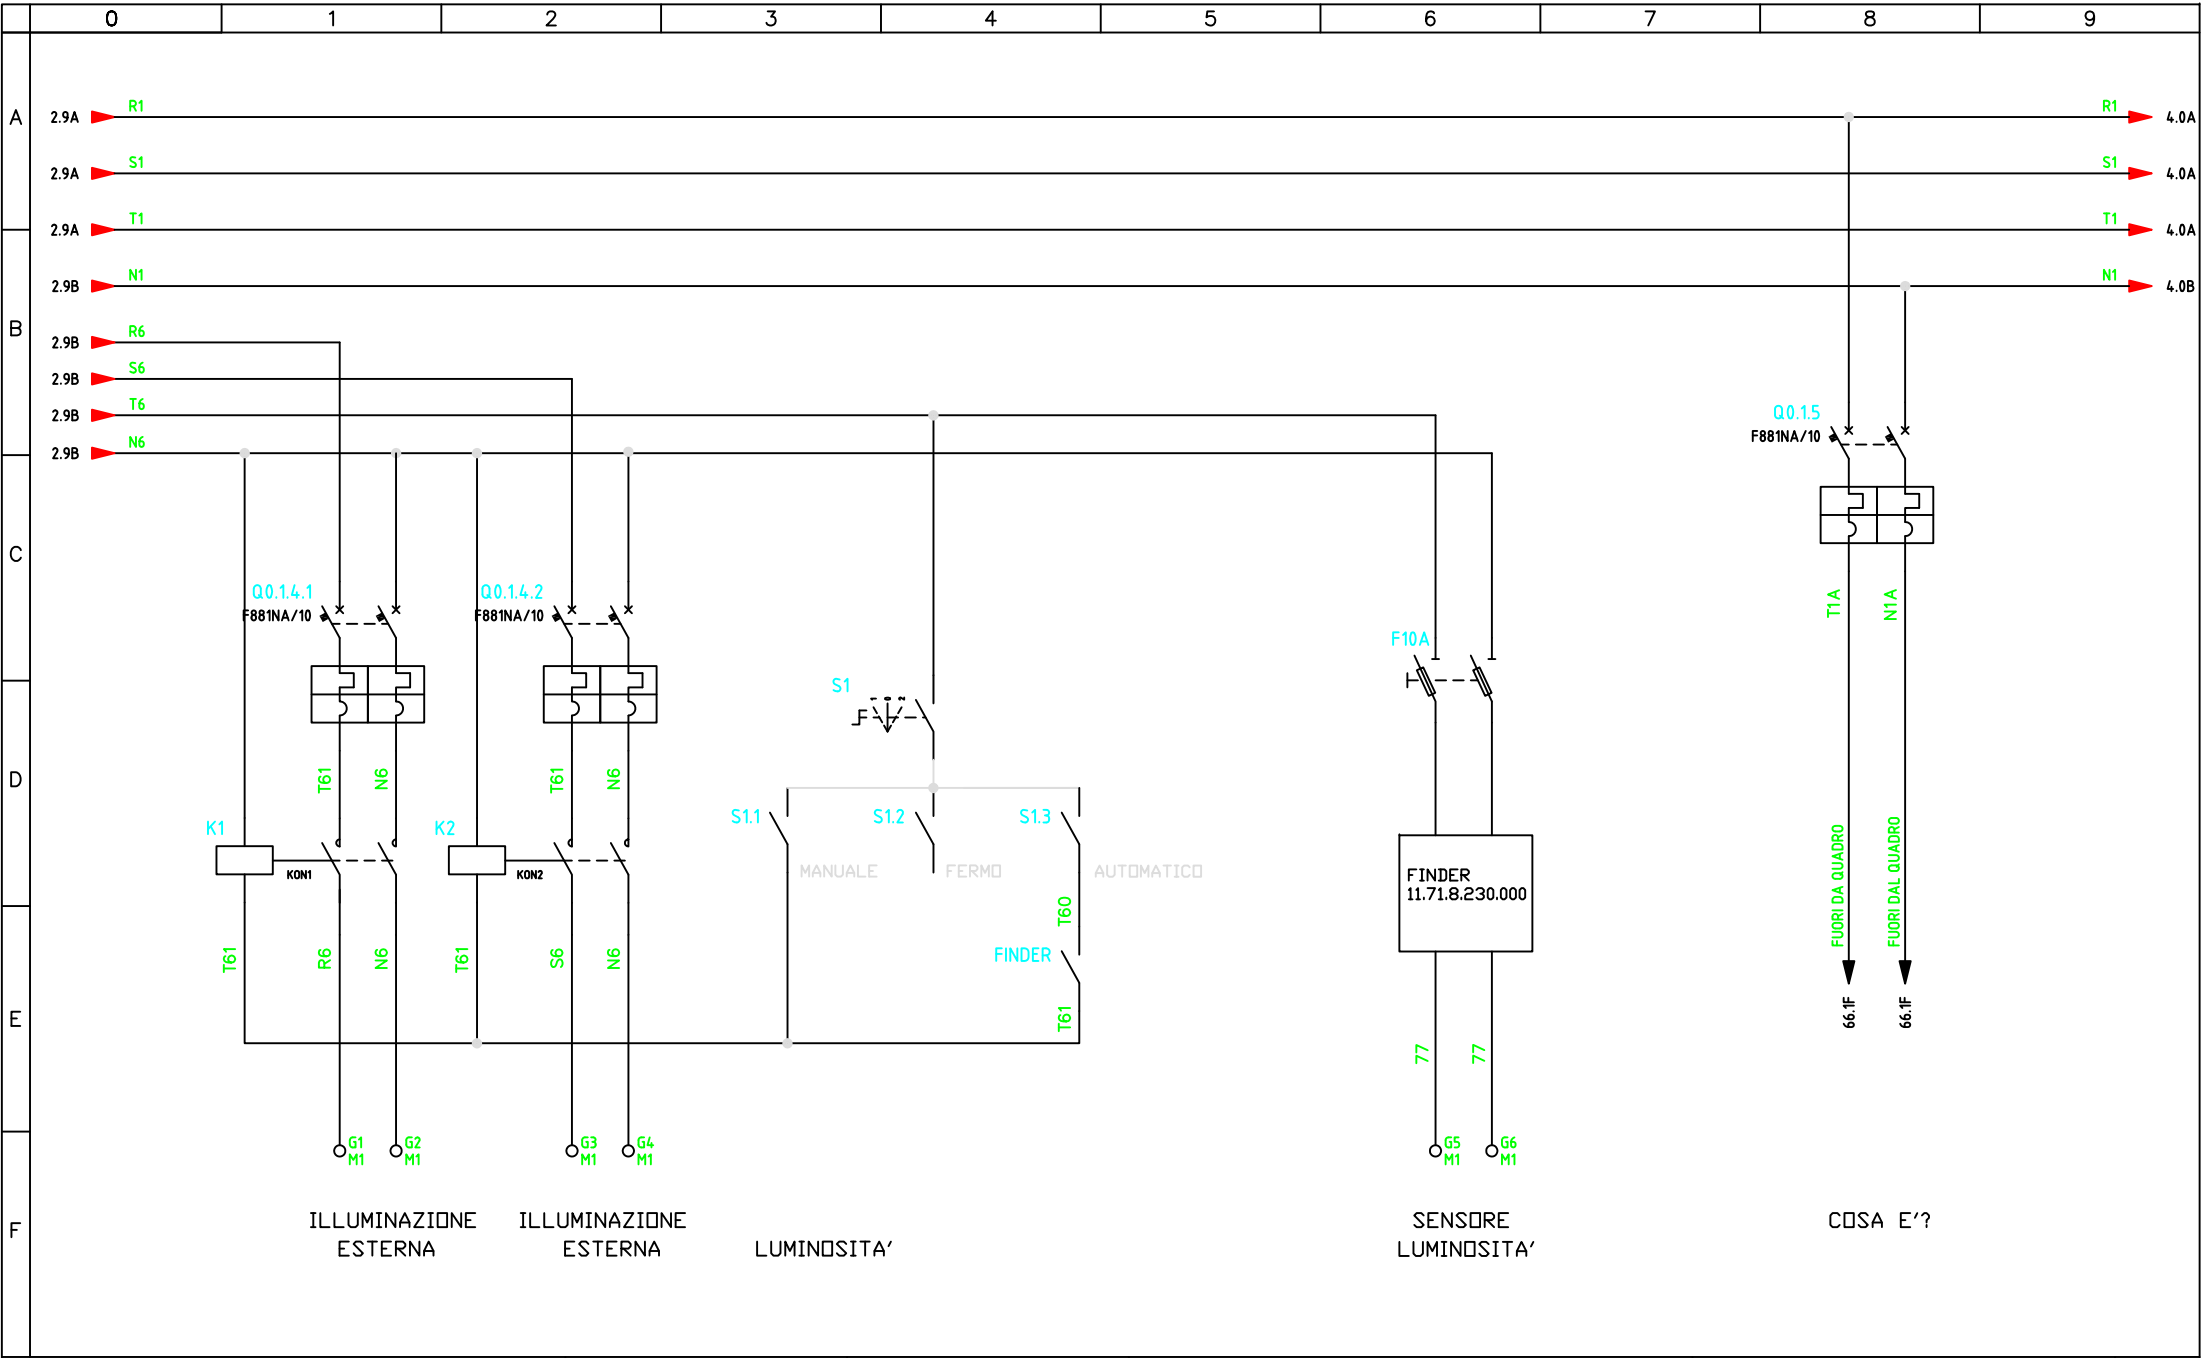 0 1 2 3 4 5 6 7 8 9
A
2.9A R1 R1 4.0A
2.9A S1 S1 4.0A
2.9A T1 T1 4.0A
2.9B N1 N1 4.0B
B
2.9B R6
2.9B S6
2.9B T6
2.9B N6
Q0.1.5
F881NA/10
C
Q0.1.4.1
F881NA/10
Q0.1.4.2
F881NA/10
T1A N1A
F10A
S1
1 0 2
D
T61 N6 T61 N6
K1 K2
KON1 KON2
S1.1 S1.2 S1.3
MANUALE FERMO AUTOMATICO
FINDER
11.71.8.230.000
FUORI DA QUADRO
FUORI DAL QUADRO
T60
T61 R6 N6 T61 S6 N6
FINDER
T61
E
77 77
66.1F 66.1F
G1
M1
G2
M1
G3
M1
G4
M1
G5
M1
G6
M1
F
ILLUMINAZIONE
ESTERNA
ILLUMINAZIONE
ESTERNA
LUMINOSITA'
SENSORE
LUMINOSITA'
COSA E'?